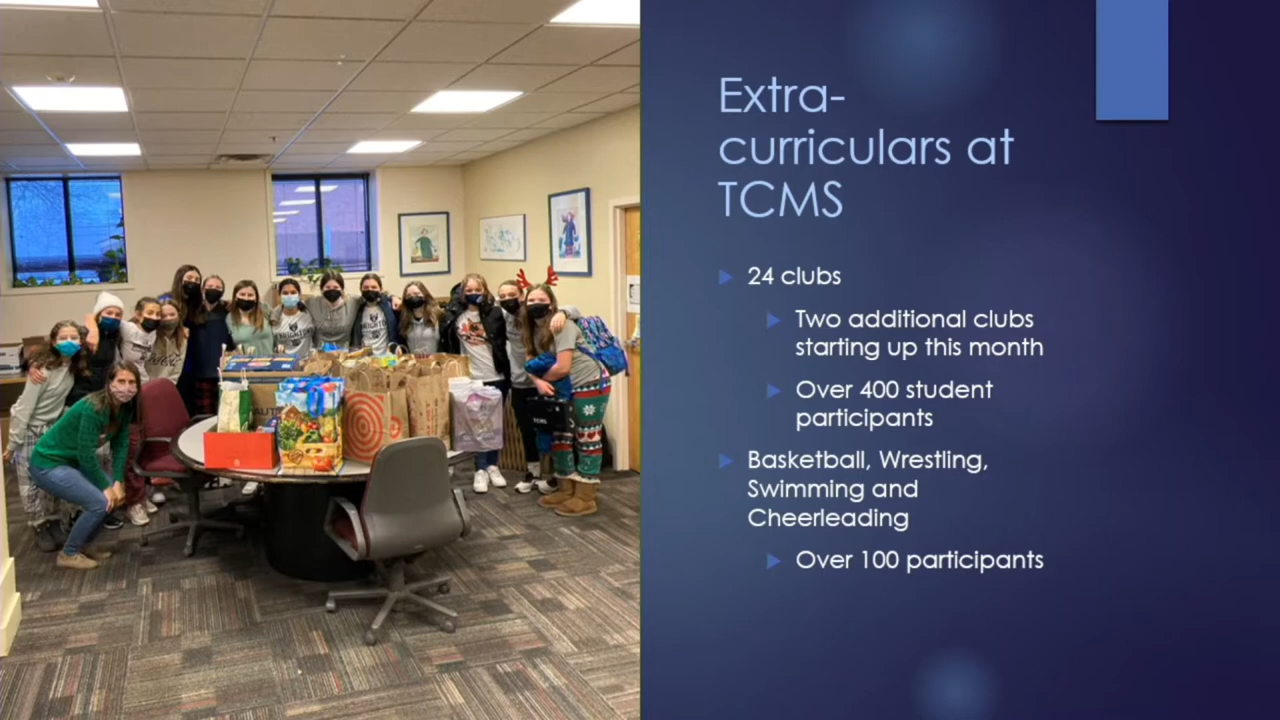 Extra-
curriculars at
TCMS
24 clubs
Two additional clubs
starting up this month
Over 400 student
participants
Basketball, Wrestling,
Swimming and
Cheerleading
Over 100 participants
TCMS